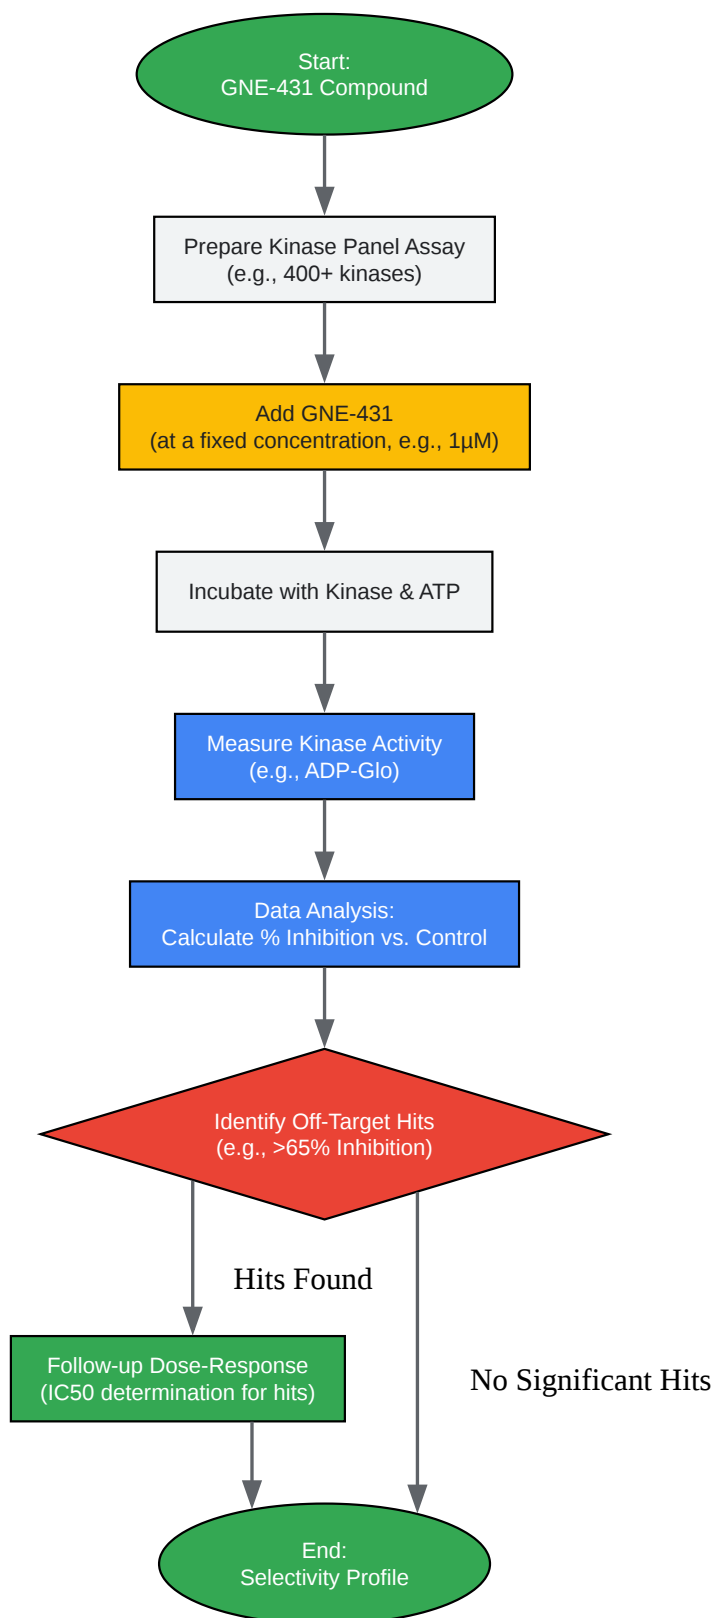 Start:
GNE-431 Compound
Prepare Kinase Panel Assay
(e.g., 400+ kinases)
Add GNE-431
(at a fixed concentration, e.g., 1µM)
Incubate with Kinase & ATP
Measure Kinase Activity
(e.g., ADP-Glo)
Data Analysis:
Calculate % Inhibition vs. Control
Identify Off-Target Hits
(e.g., >65% Inhibition)
Hits Found
Follow-up Dose-Response
(IC50 determination for hits)
No Significant Hits
End:
Selectivity Profile